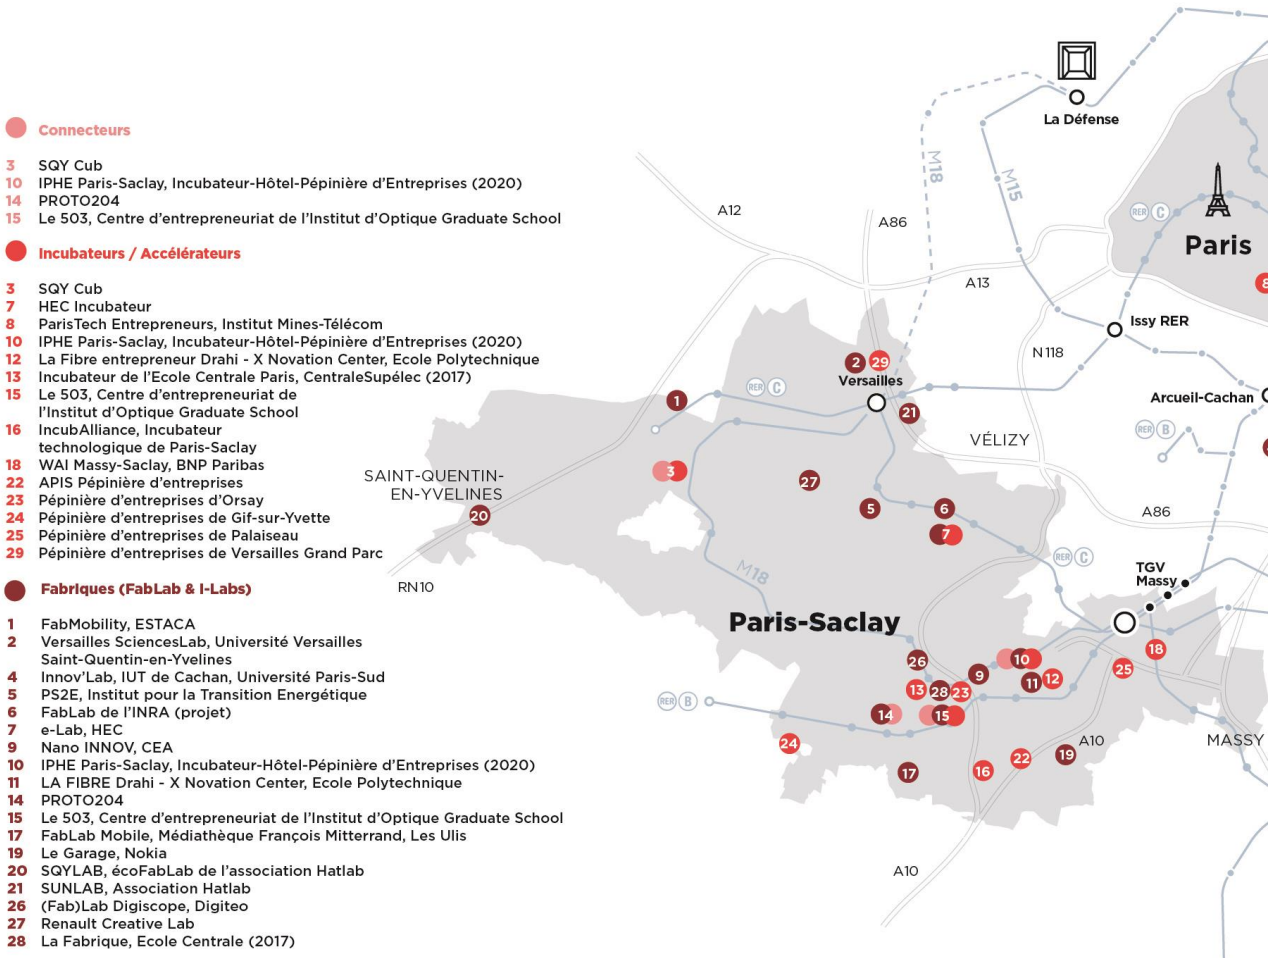 Connecteurs
3 SQY Cub
10 IPHE Paris-Saclay, Incubateur-Hôtel-Pépinière d'Entreprises (2020)
14 PROTO204
15 Le 503, Centre d'entrepreneuriat de l'Institut d'Optique Graduate School
Incubateurs / Accélérateurs
3 SQY Cub
7 HEC Incubateur
8 ParisTech Entrepreneurs, Institut Mines-Télécom
10 IPHE Paris-Saclay, Incubateur-Hôtel-Pépinière d'Entreprises (2020)
12 La Fibre entrepreneur Drahi - X Novation Center, Ecole Polytechnique
13 Incubateur de l'Ecole Centrale Paris, CentraleSupélec (2017)
15 Le 503, Centre d'entrepreneuriat de
l'Institut d'Optique Graduate School
16 IncubAlliance, Incubateur
technologique de Paris-Saclay
18 WAI Massy-Saclay, BNP Paribas
22 APIS Pépinière d'entreprises
23 Pépinière d'entreprises d'Orsay
24 Pépinière d'entreprises de Gif-sur-Yvette
25 Pépinière d'entreprises de Palaiseau
29 Pépinière d'entreprises de Versailles Grand Parc
Fabriques (FabLab & I-Labs)
1 FabMobility, ESTACA
2 Versailles SciencesLab, Université Versailles
Saint-Quentin-en-Yvelines
4 Innov'Lab, IUT de Cachan, Université Paris-Sud
5 PS2E, Institut pour la Transition Energétique
6 FabLab de l'INRA (projet)
7 e-Lab, HEC
9 Nano INNOV, CEA
10 IPHE Paris-Saclay, Incubateur-Hôtel-Pépinière d'Entreprises (2020)
11 LA FIBRE Drahi - X Novation Center, Ecole Polytechnique
14 PROTO204
15 Le 503, Centre d'entrepreneuriat de l'Institut d'Optique Graduate School
17 FabLab Mobile, Médiathèque François Mitterrand, Les Ulis
19 Le Garage, Nokia
20 SQYLAB, écoFabLab de l'association Hatlab
21 SUNLAB, Association Hatlab
26 (Fab)Lab Digiscope, Digiteo
27 Renault Creative Lab
28 La Fabrique, Ecole Centrale (2017)
La Défense
M18
M15
A12
A86
RER C
Paris
A13
8
Issy RER
N118
2 29
Versailles
RER C
1
21
Arcueil-Cachan
RER B
VÉLIZY
3
SAINT-QUENTIN-
EN-YVELINES
27
20
5
6
A86
7
RER C
TGV
Massy
M18
RN10
Paris-Saclay
18
26
10
25
9
11
12
13
28
23
RER B
14
15
24
A10
MASSY
19
22
16
17
A10